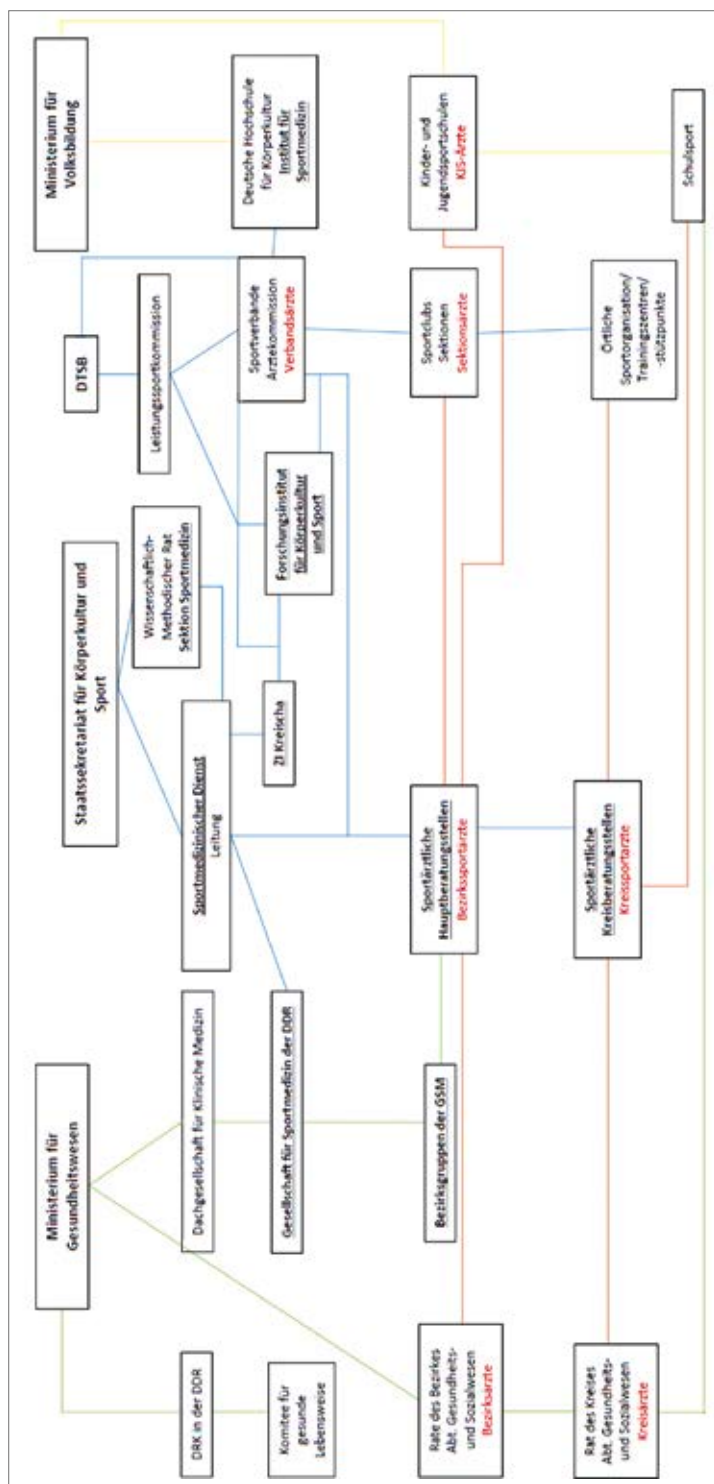 Ministerium für
Gesundheitswesen
Staatssekretariat für Körperkultur und
Sport
Ministerium für
Volksbildung
DTSB
DRK in der DDR
Dachgesellschaft für Klinische Medizin
Sportmedizinischer Dienst
Leitung
Wissenschaftlich-
Methodischer Rat
Sektion Sportmedizin
Leistungssportkommission
Komitee für
gesunde
Lebensweise
Gesellschaft für Sportmedizin der DDR
ZI Kreischa
Forschungsinstitut
für Körperkultur
und Sport
Sportverbände
Ärztekommission
Verbandsärzte
Deutsche Hochschule
für Körperkultur
Institut für
Sportmedizin
Räte des Bezirkes
Abt. Gesundheits-
und Sozialwesen
Bezirksärzte
Bezirksgruppen der GSM
Sportärztliche
Hauptberatungsstellen
Bezirkssportärzte
Sportclubs
Sektionen
Sektionsärzte
Kinder- und
Jugendsportschulen
KJS-Ärzte
Rat des Kreises
Abt. Gesundheits-
und Sozialwesen
Kreisärzte
Sportärztliche
Kreisberatungsstellen
Kreissportärzte
Örtliche
Sportorganisation/
Trainingszentren/
-stützpunkte
Schulsport